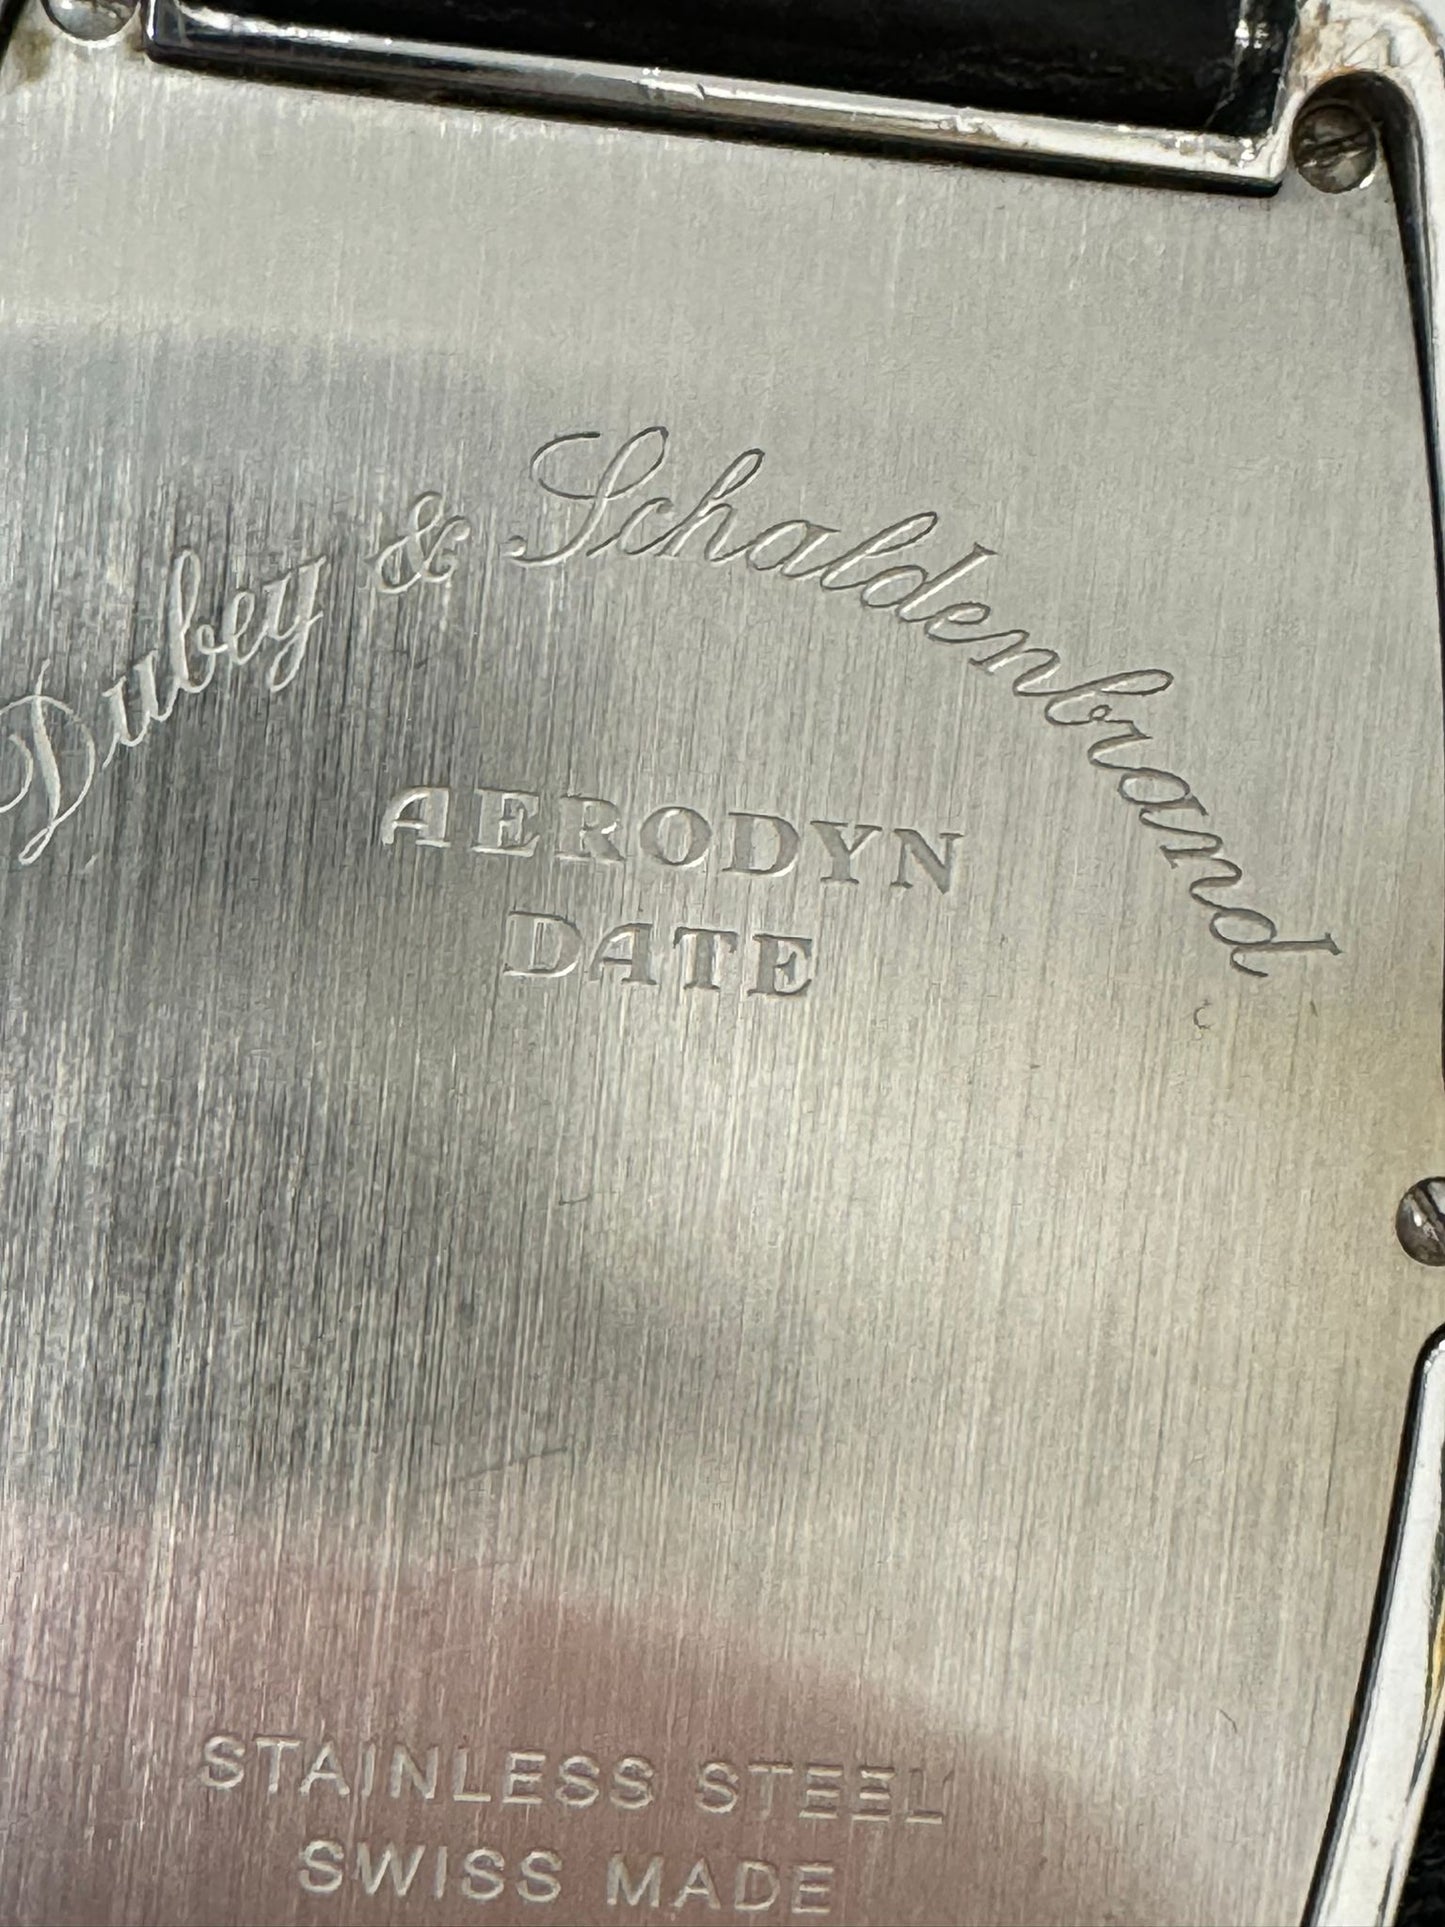 Dubey & Schaldenbrand
AERODYN
DATE
STAINLESS STEEL
SWISS MADE